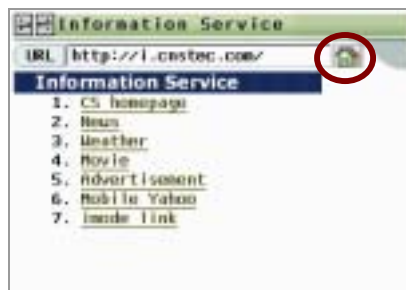 Information Service
URL http://i.cnstec.com/
Information Service
1. CS homepage
2. News
3. Weather
4. Movie
5. Advertisement
6. Mobile Yahoo
7. imode link